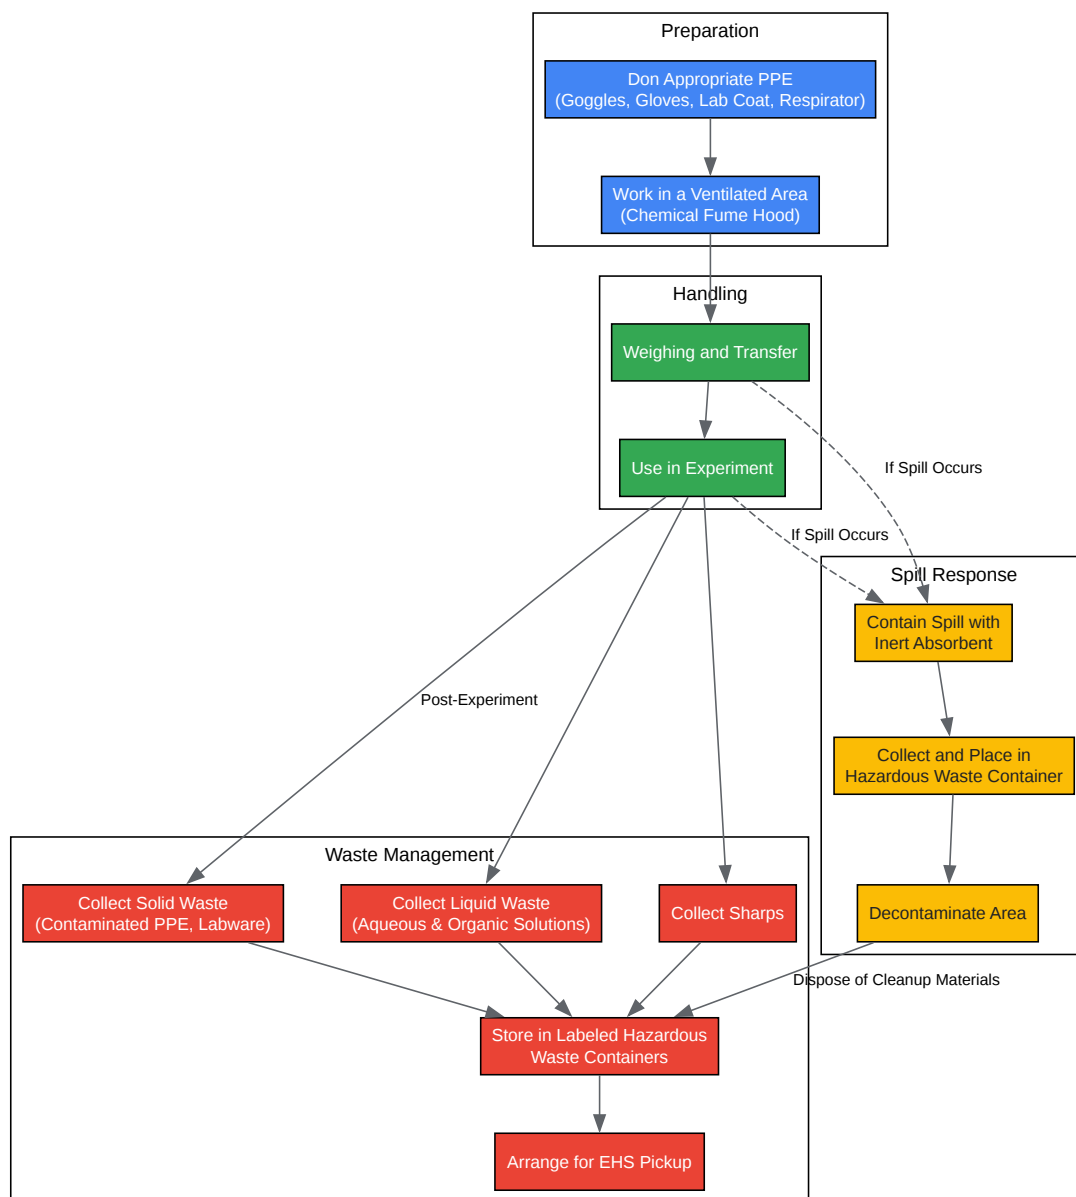 Preparation
Don Appropriate PPE
(Goggles, Gloves, Lab Coat, Respirator)
Work in a Ventilated Area
(Chemical Fume Hood)
Handling
Weighing and Transfer
Use in Experiment
If Spill Occurs
If Spill Occurs
Spill Response
Contain Spill with
Inert Absorbent
Post-Experiment
Collect and Place in
Hazardous Waste Container
Waste Management
Collect Solid Waste
(Contaminated PPE, Labware)
Collect Liquid Waste
(Aqueous & Organic Solutions)
Collect Sharps
Decontaminate Area
Dispose of Cleanup Materials
Store in Labeled Hazardous
Waste Containers
Arrange for EHS Pickup